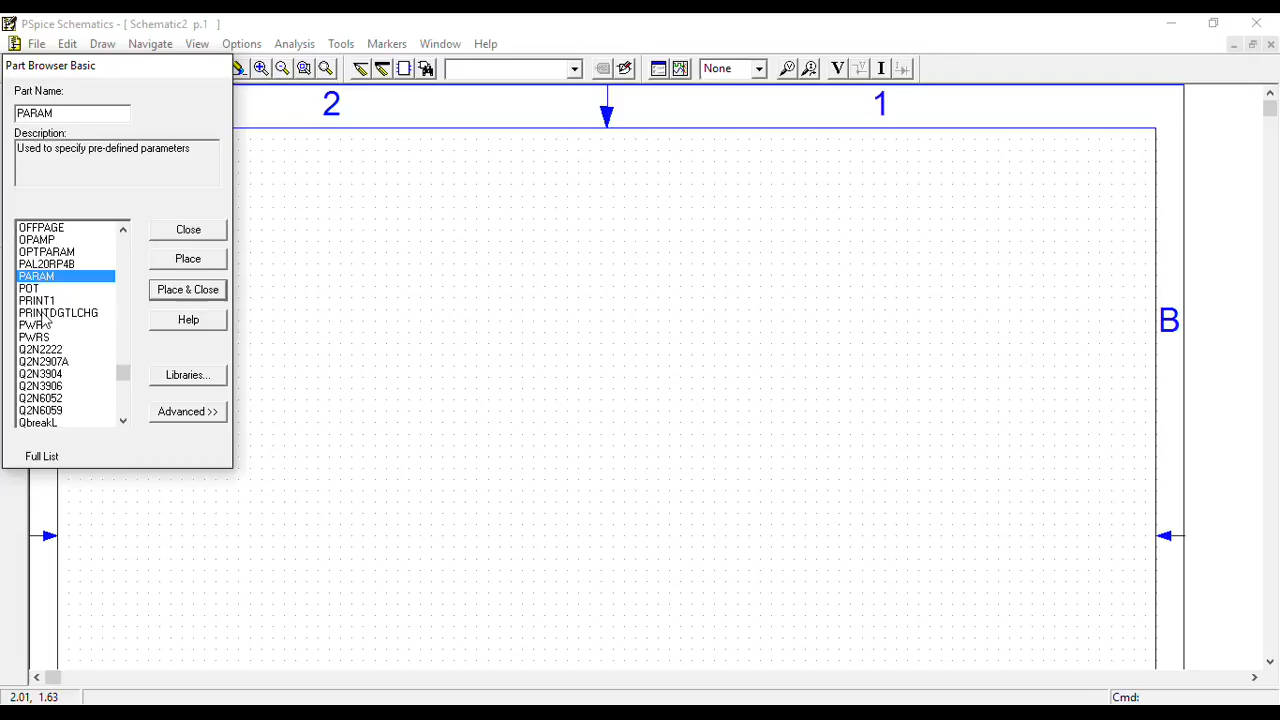 PSpice Schematics - [ Schematic2 p.1 ]
File Edit Draw Navigate View Options Analysis Tools Markers Window Help
Part Browser Basic
None
V I
Part Name:
PARAM
Description:
Used to specify pre-defined parameters
2 1
B
OFFPAGE
OPAMP
OPTPARAM
PAL20RP4B
PARAM
POT
PRINT1
PRINTDGTLCHG
PWRS
Q2N2222
Q2N2907A
Q2N3904
Q2N3906
Q2N6052
Q2N6059
QbreakL
Close
Place
Place & Close
Help
Libraries...
Advanced >>
Full List
2.01, 1.63
Cmd: